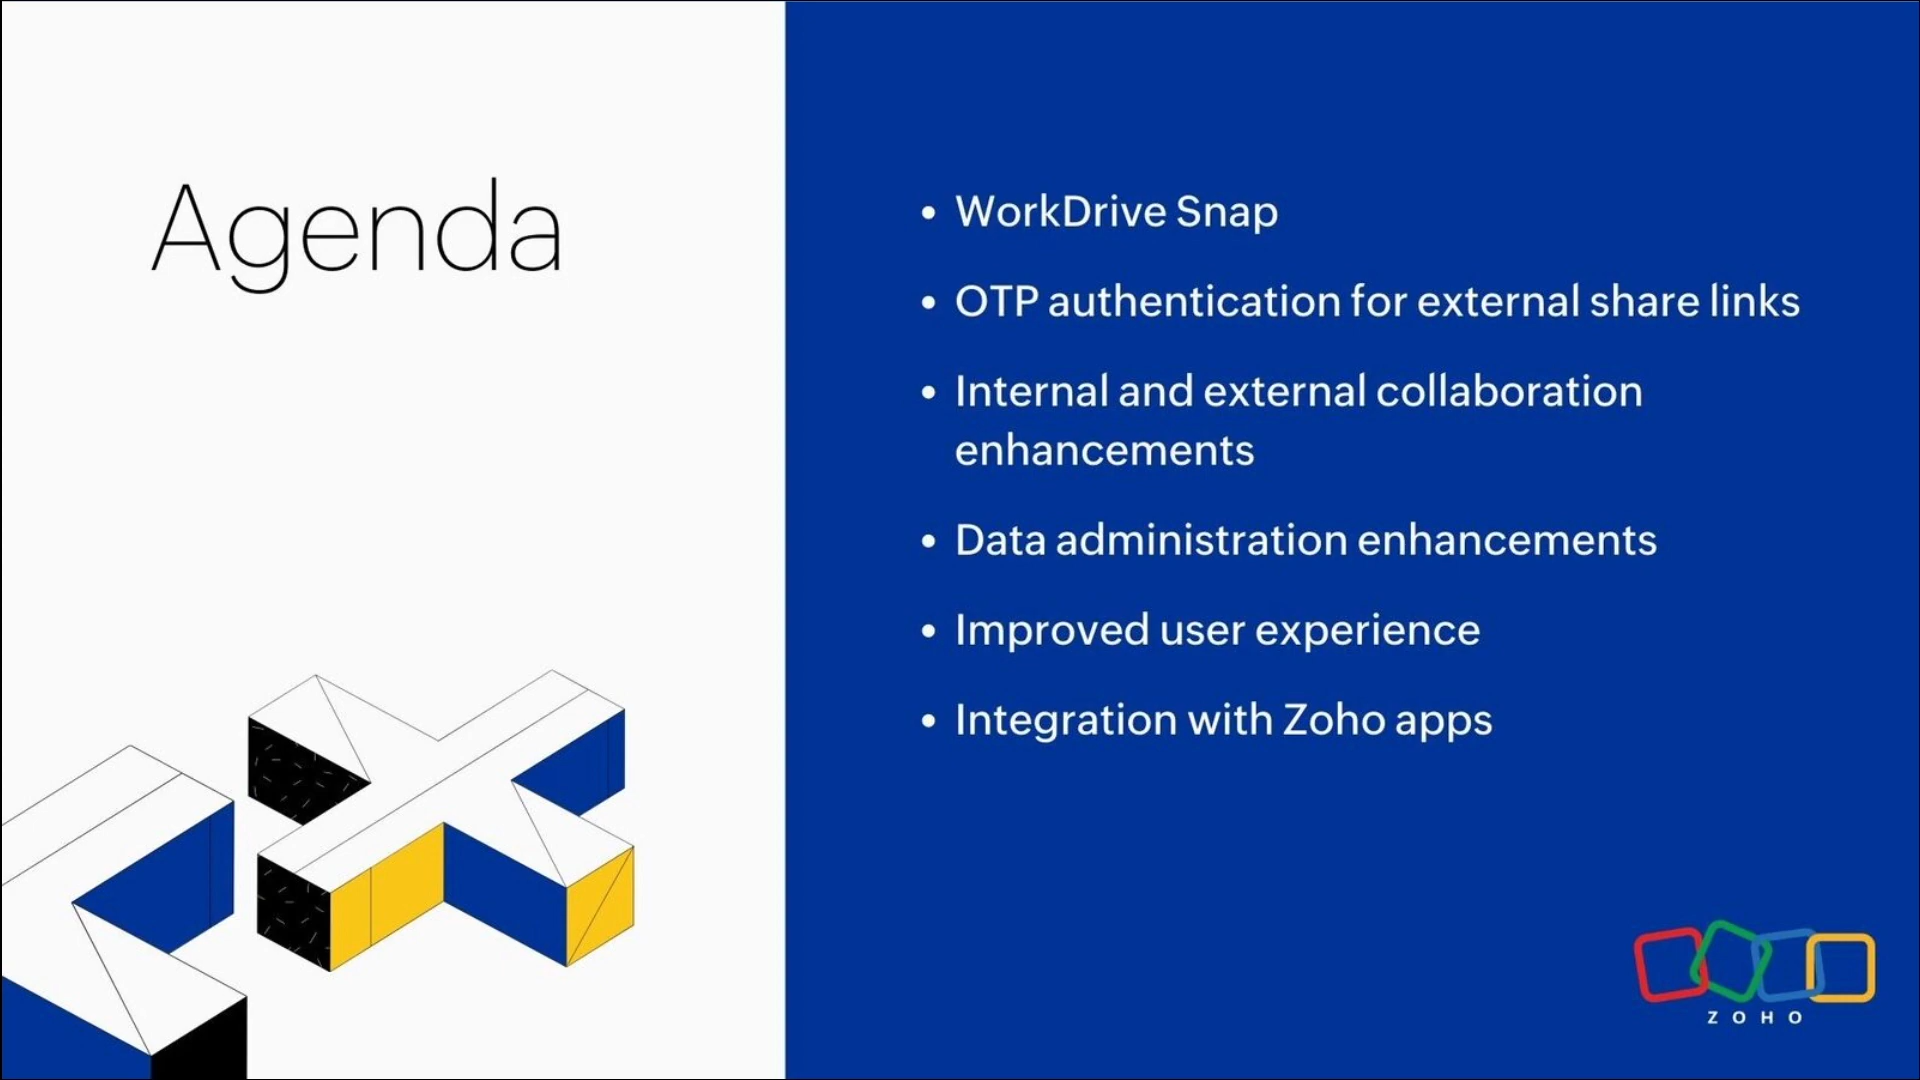 Agenda
• WorkDrive Snap
• OTP authentication for external share links
• Internal and external collaboration
enhancements
• Data administration enhancements
• Improved user experience
• Integration with Zoho apps
ZOHO